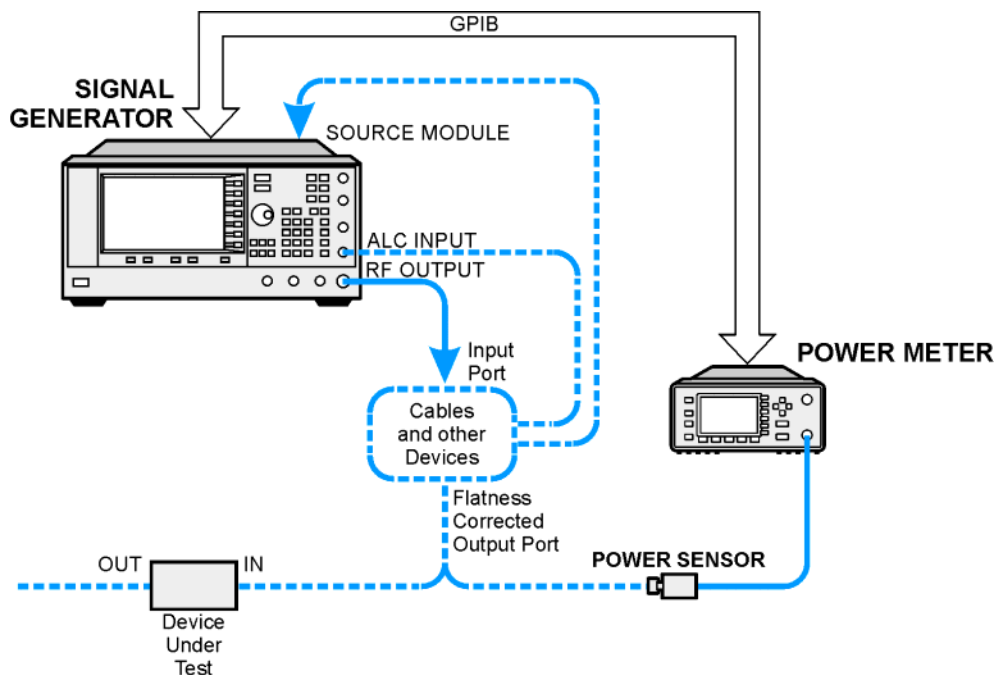 GPIB
SIGNAL
GENERATOR
SOURCE MODULE
ALC INPUT
RF OUTPUT
Input
Port
POWER METER
Cables
and other
Devices
Flatness
Corrected
Output Port
OUT
IN
POWER SENSOR
Device
Under
Test